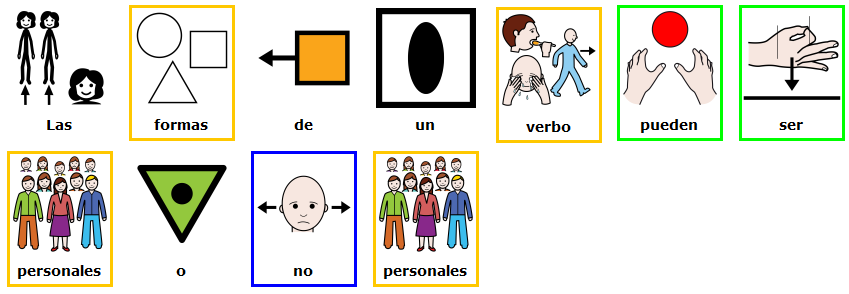 Las formas de un verbo pueden ser
personales o no personales